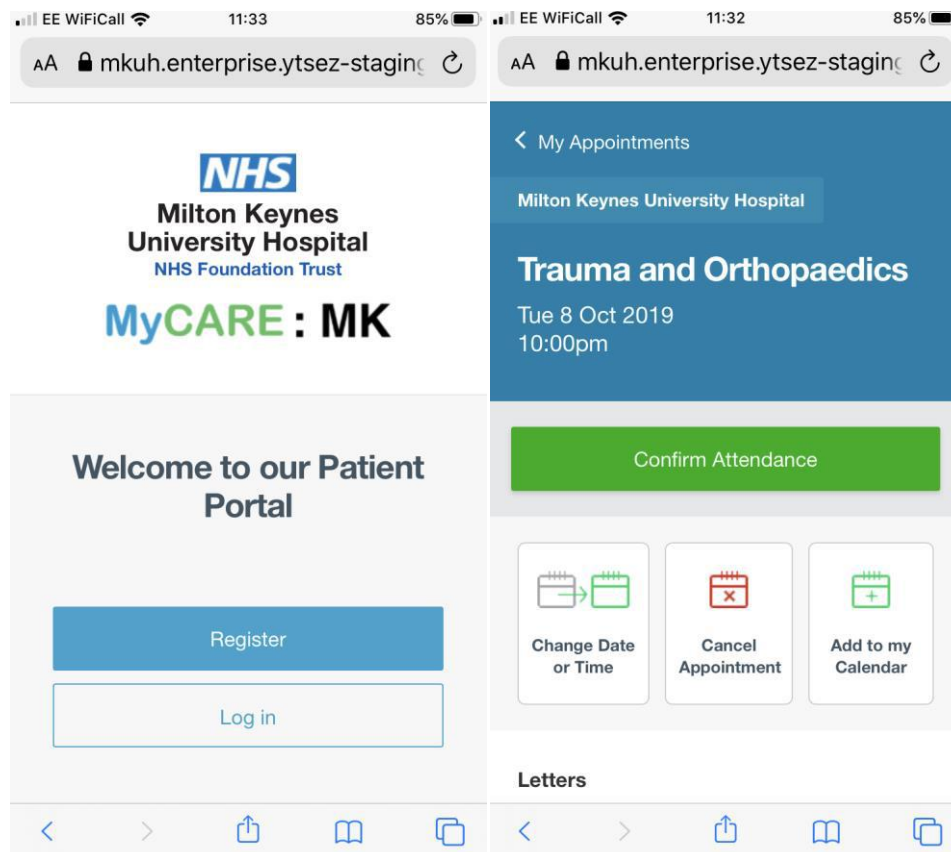 EE WiFiCall 11:33 85%
AA mkuh.enterprise.ytsez-staging
NHS
Milton Keynes
University Hospital
NHS Foundation Trust
MyCARE : MK
Welcome to our Patient
Portal
Register
Log in
EE WiFiCall 11:32 85%
AA mkuh.enterprise.ytsez-staging
My Appointments
Milton Keynes University Hospital
Trauma and Orthopaedics
Tue 8 Oct 2019
10:00pm
Confirm Attendance
Change Date
or Time
Cancel
Appointment
Add to my
Calendar
Letters